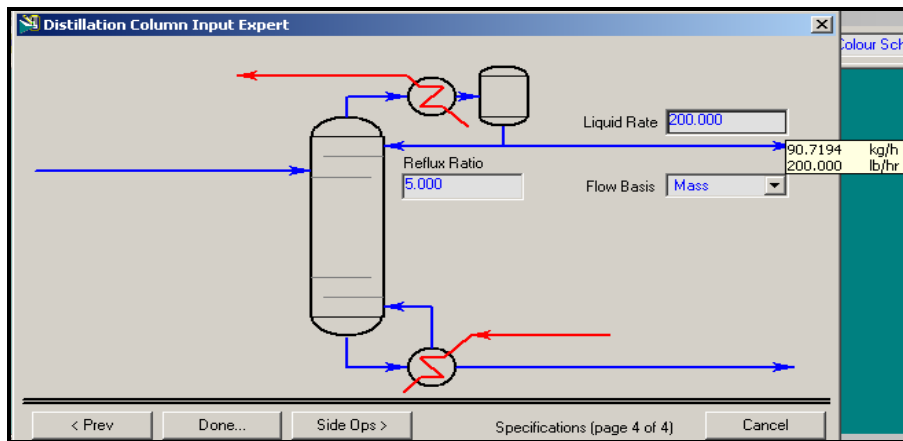 Distillation Column Input Expert
Colour Sch
Liquid Rate 200.000
90.7194 kg/h
200.000 lb/hr
Reflux Ratio
5.000
Flow Basis Mass
< Prev Done... Side Ops > Specifications (page 4 of 4) Cancel